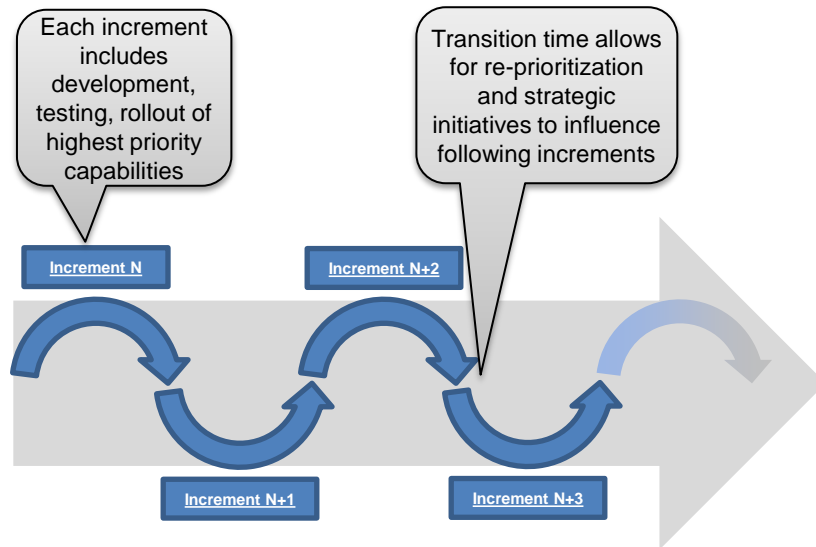 Each increment
includes
development,
testing, rollout of
highest priority
capabilities
Transition time allows
for re-prioritization
and strategic
initiatives to influence
following increments
Increment N
Increment N+2
Increment N+1
Increment N+3